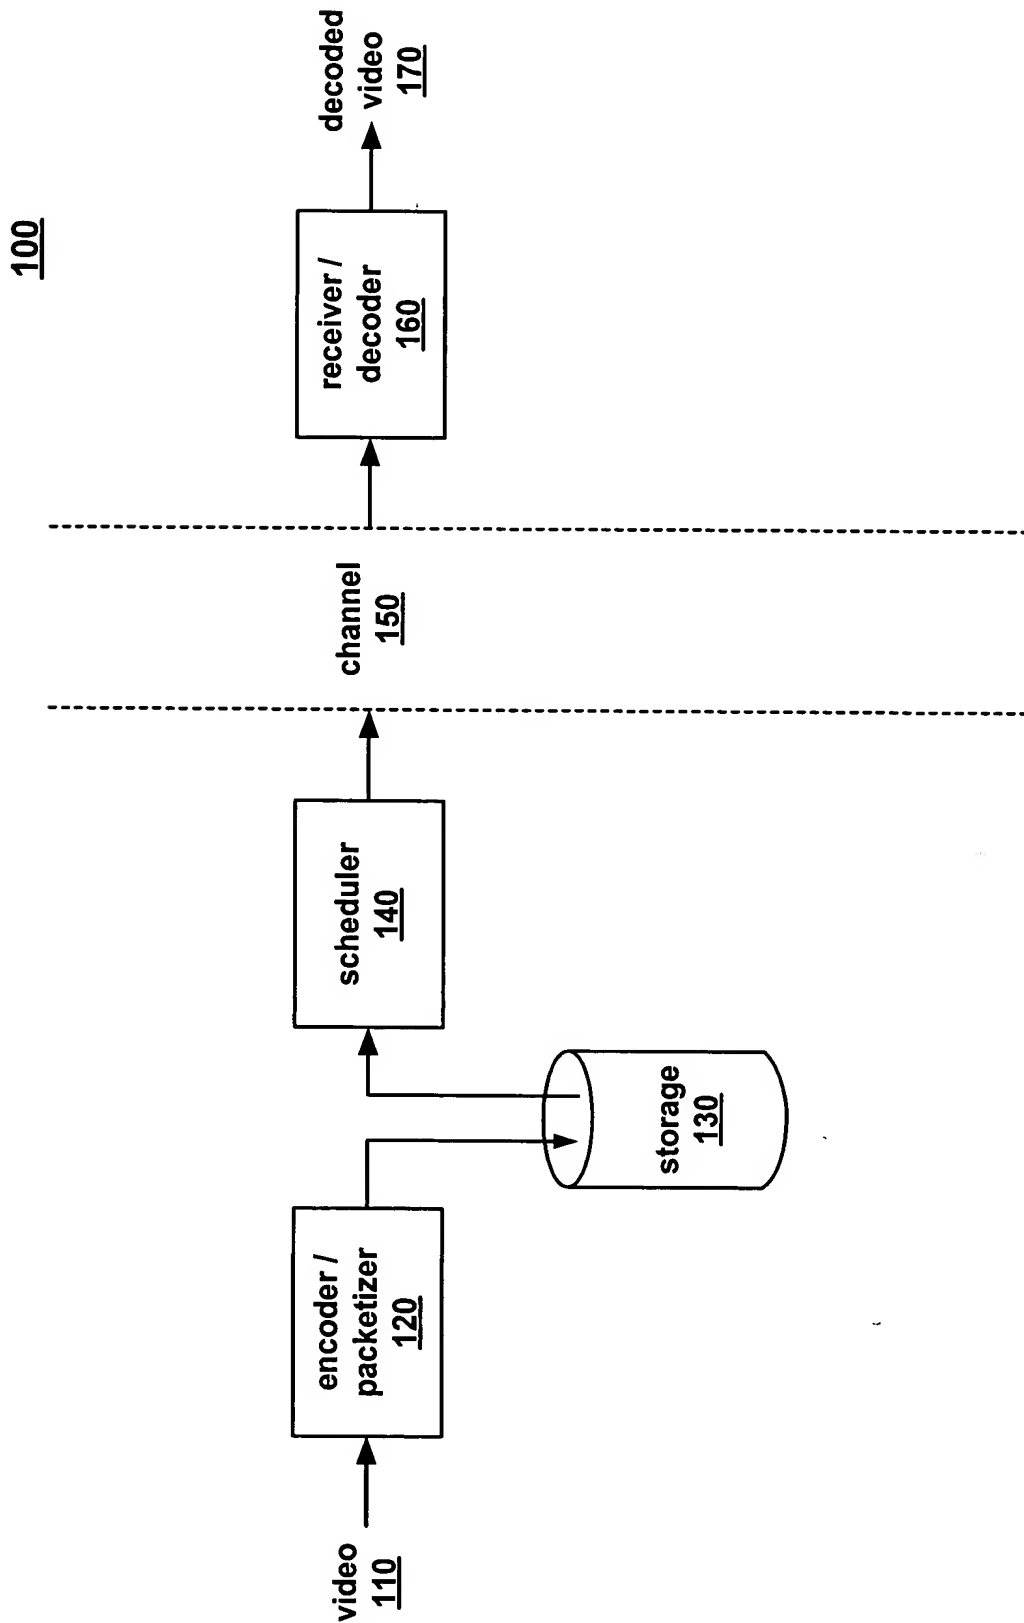 100
video
110
encoder /
packetizer
120
storage
130
scheduler
140
channel
150
receiver /
decoder
160
decoded
video
170